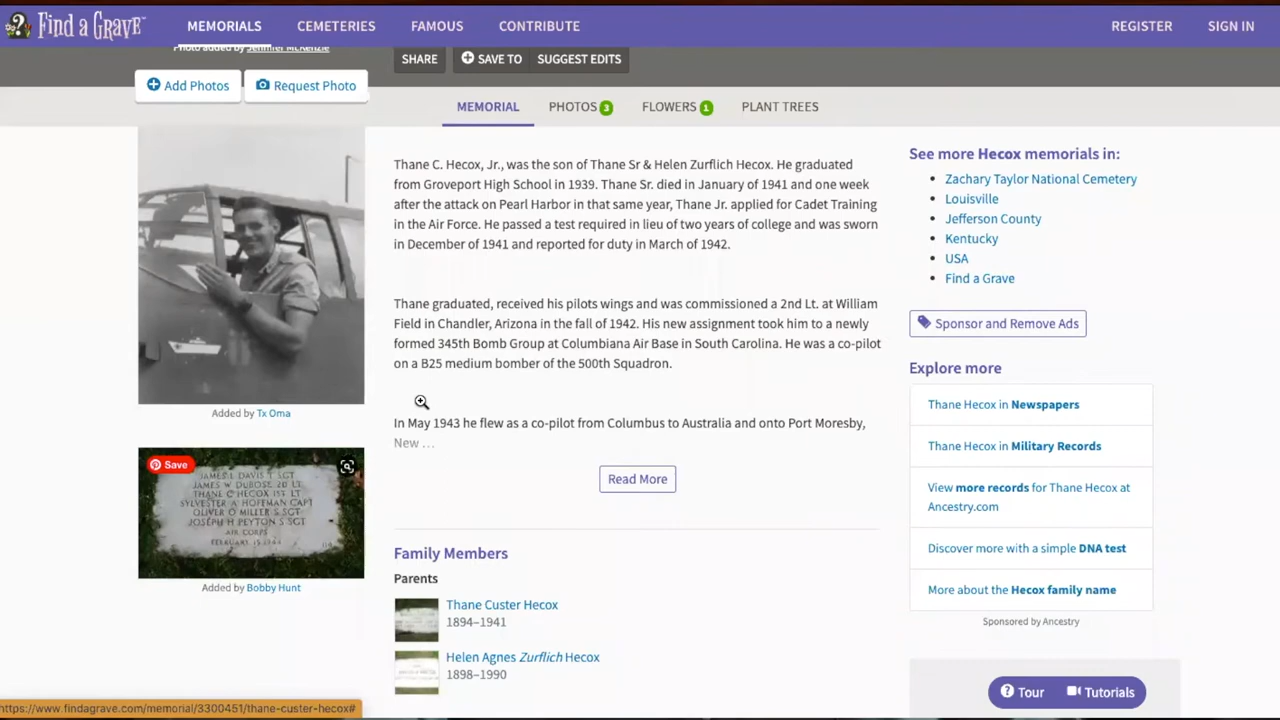 Find a Grave
MEMORIALS
CEMETERIES
FAMOUS
CONTRIBUTE
REGISTER
SIGN IN
Photo added by Jennifer McKenzie
SHARE
SAVE TO
SUGGEST EDITS
Add Photos
Request Photo
MEMORIAL
PHOTOS 3
FLOWERS 1
PLANT TREES
Added by Tx Oma
Save
JAMES L DAVIS T SGT
JAMES W DUBOSE 2D LT
THANE C HECOX 1ST LT
SYLVESTER A HOFFMAN CAPT
OLIVER O MILLER S SGT
JOSEPH H PEYTON S SGT
AIR CORPS
FEBRUARY 15 1944
Added by Bobby Hunt
Thane C. Hecox, Jr., was the son of Thane Sr & Helen Zurflich Hecox. He graduated
from Groveport High School in 1939. Thane Sr. died in January of 1941 and one week
after the attack on Pearl Harbor in that same year, Thane Jr. applied for Cadet Training
in the Air Force. He passed a test required in lieu of two years of college and was sworn
in December of 1941 and reported for duty in March of 1942.
Thane graduated, received his pilots wings and was commissioned a 2nd Lt. at William
Field in Chandler, Arizona in the fall of 1942. His new assignment took him to a newly
formed 345th Bomb Group at Columbiana Air Base in South Carolina. He was a co-pilot
on a B25 medium bomber of the 500th Squadron.
In May 1943 he flew as a co-pilot from Columbus to Australia and onto Port Moresby,
New ...
Read More
Family Members
Parents
Thane Custer Hecox
1894–1941
Helen Agnes Zurflich Hecox
1898–1990
See more Hecox memorials in:
Zachary Taylor National Cemetery
Louisville
Jefferson County
Kentucky
USA
Find a Grave
Sponsor and Remove Ads
Explore more
Thane Hecox in Newspapers
Thane Hecox in Military Records
View more records for Thane Hecox at
Ancestry.com
Discover more with a simple DNA test
More about the Hecox family name
Sponsored by Ancestry
Tour
Tutorials
https://www.findagrave.com/memorial/3300451/thane-custer-hecox#